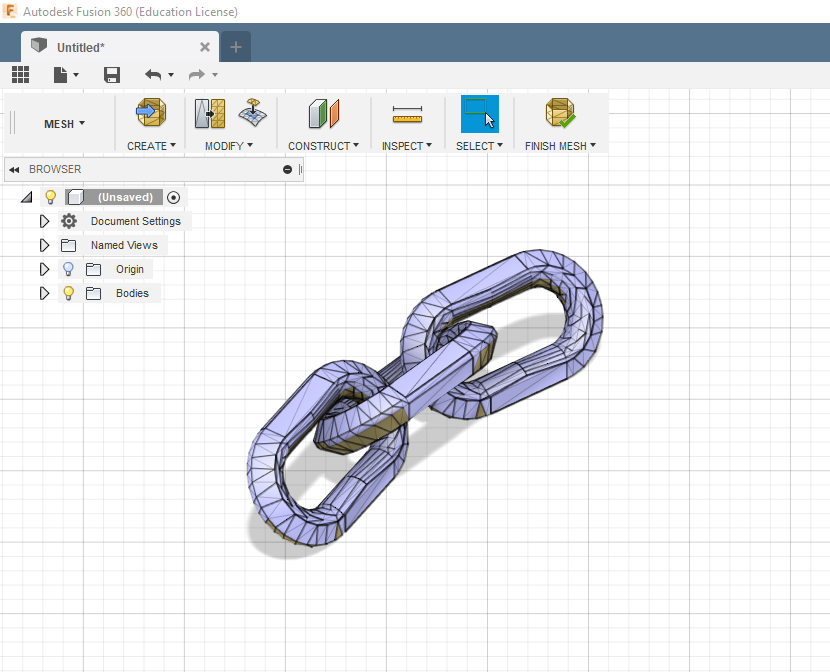 Autodesk Fusion 360 (Education License)
Untitled*
MESH
CREATE
MODIFY
CONSTRUCT
INSPECT
SELECT
FINISH MESH
BROWSER
(Unsaved)
Document Settings
Named Views
Origin
Bodies